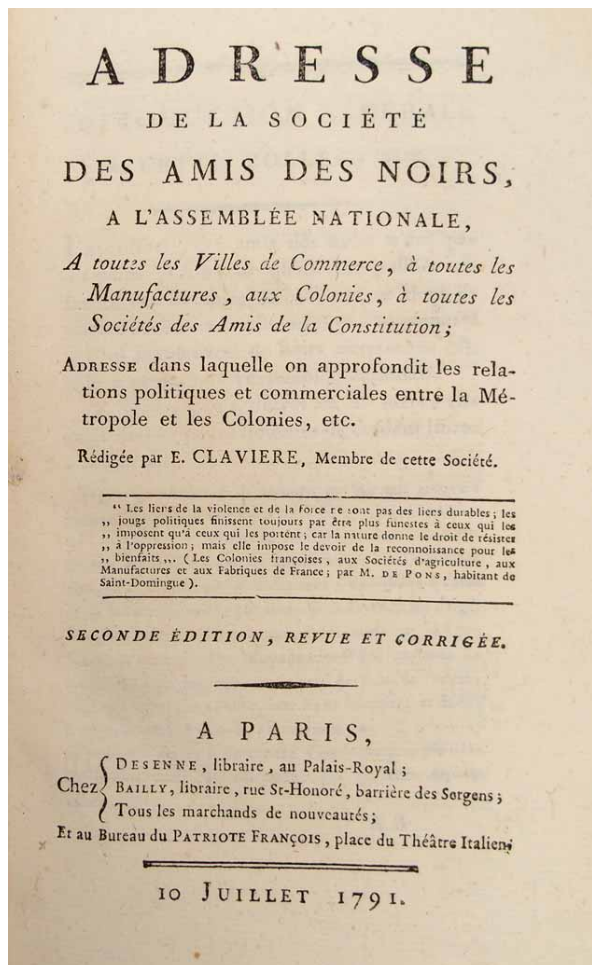 ADRESSE
DE LA SOCIÉTÉ
DES AMIS DES NOIRS,
A L'ASSEMBLÉE NATIONALE,
A toutes les Villes de Commerce, à toutes les
Manufactures, aux Colonies, à toutes les
Sociétés des Amis de la Constitution;
ADRESSE dans laquelle on approfondit les rela-
tions politiques et commerciales entre la Mé-
tropole et les Colonies, etc.
Rédigée par E. CLAVIERE, Membre de cette Société.
“ Les liens de la violence et de la force ne sont pas des liens durables; les
,, jougs politiques finissent toujours par être plus funestes à ceux qui les
,, imposent qu'à ceux qui les portent; car la nature donne le droit de résister
,, à l'oppression; mais elle impose le devoir de la reconnoissance pour les
,, bienfaits,,. (Les Colonies françoises, aux Sociétés d'agriculture, aux
Manufactures et aux Fabriques de France; par M. DE PONS, habitant de
Saint-Domingue).
SECONDE ÉDITION, REVUE ET CORRIGÉE.
A PARIS,
DESENNE, libraire, au Palais-Royal;
Chez BAILLY, libraire, rue St-Honoré, barrière des Sergens;
Tous les marchands de nouveautés;
Et au Bureau du PATRIOTE FRANÇOIS, place du Théâtre Italien;
10 JUILLET 1791.